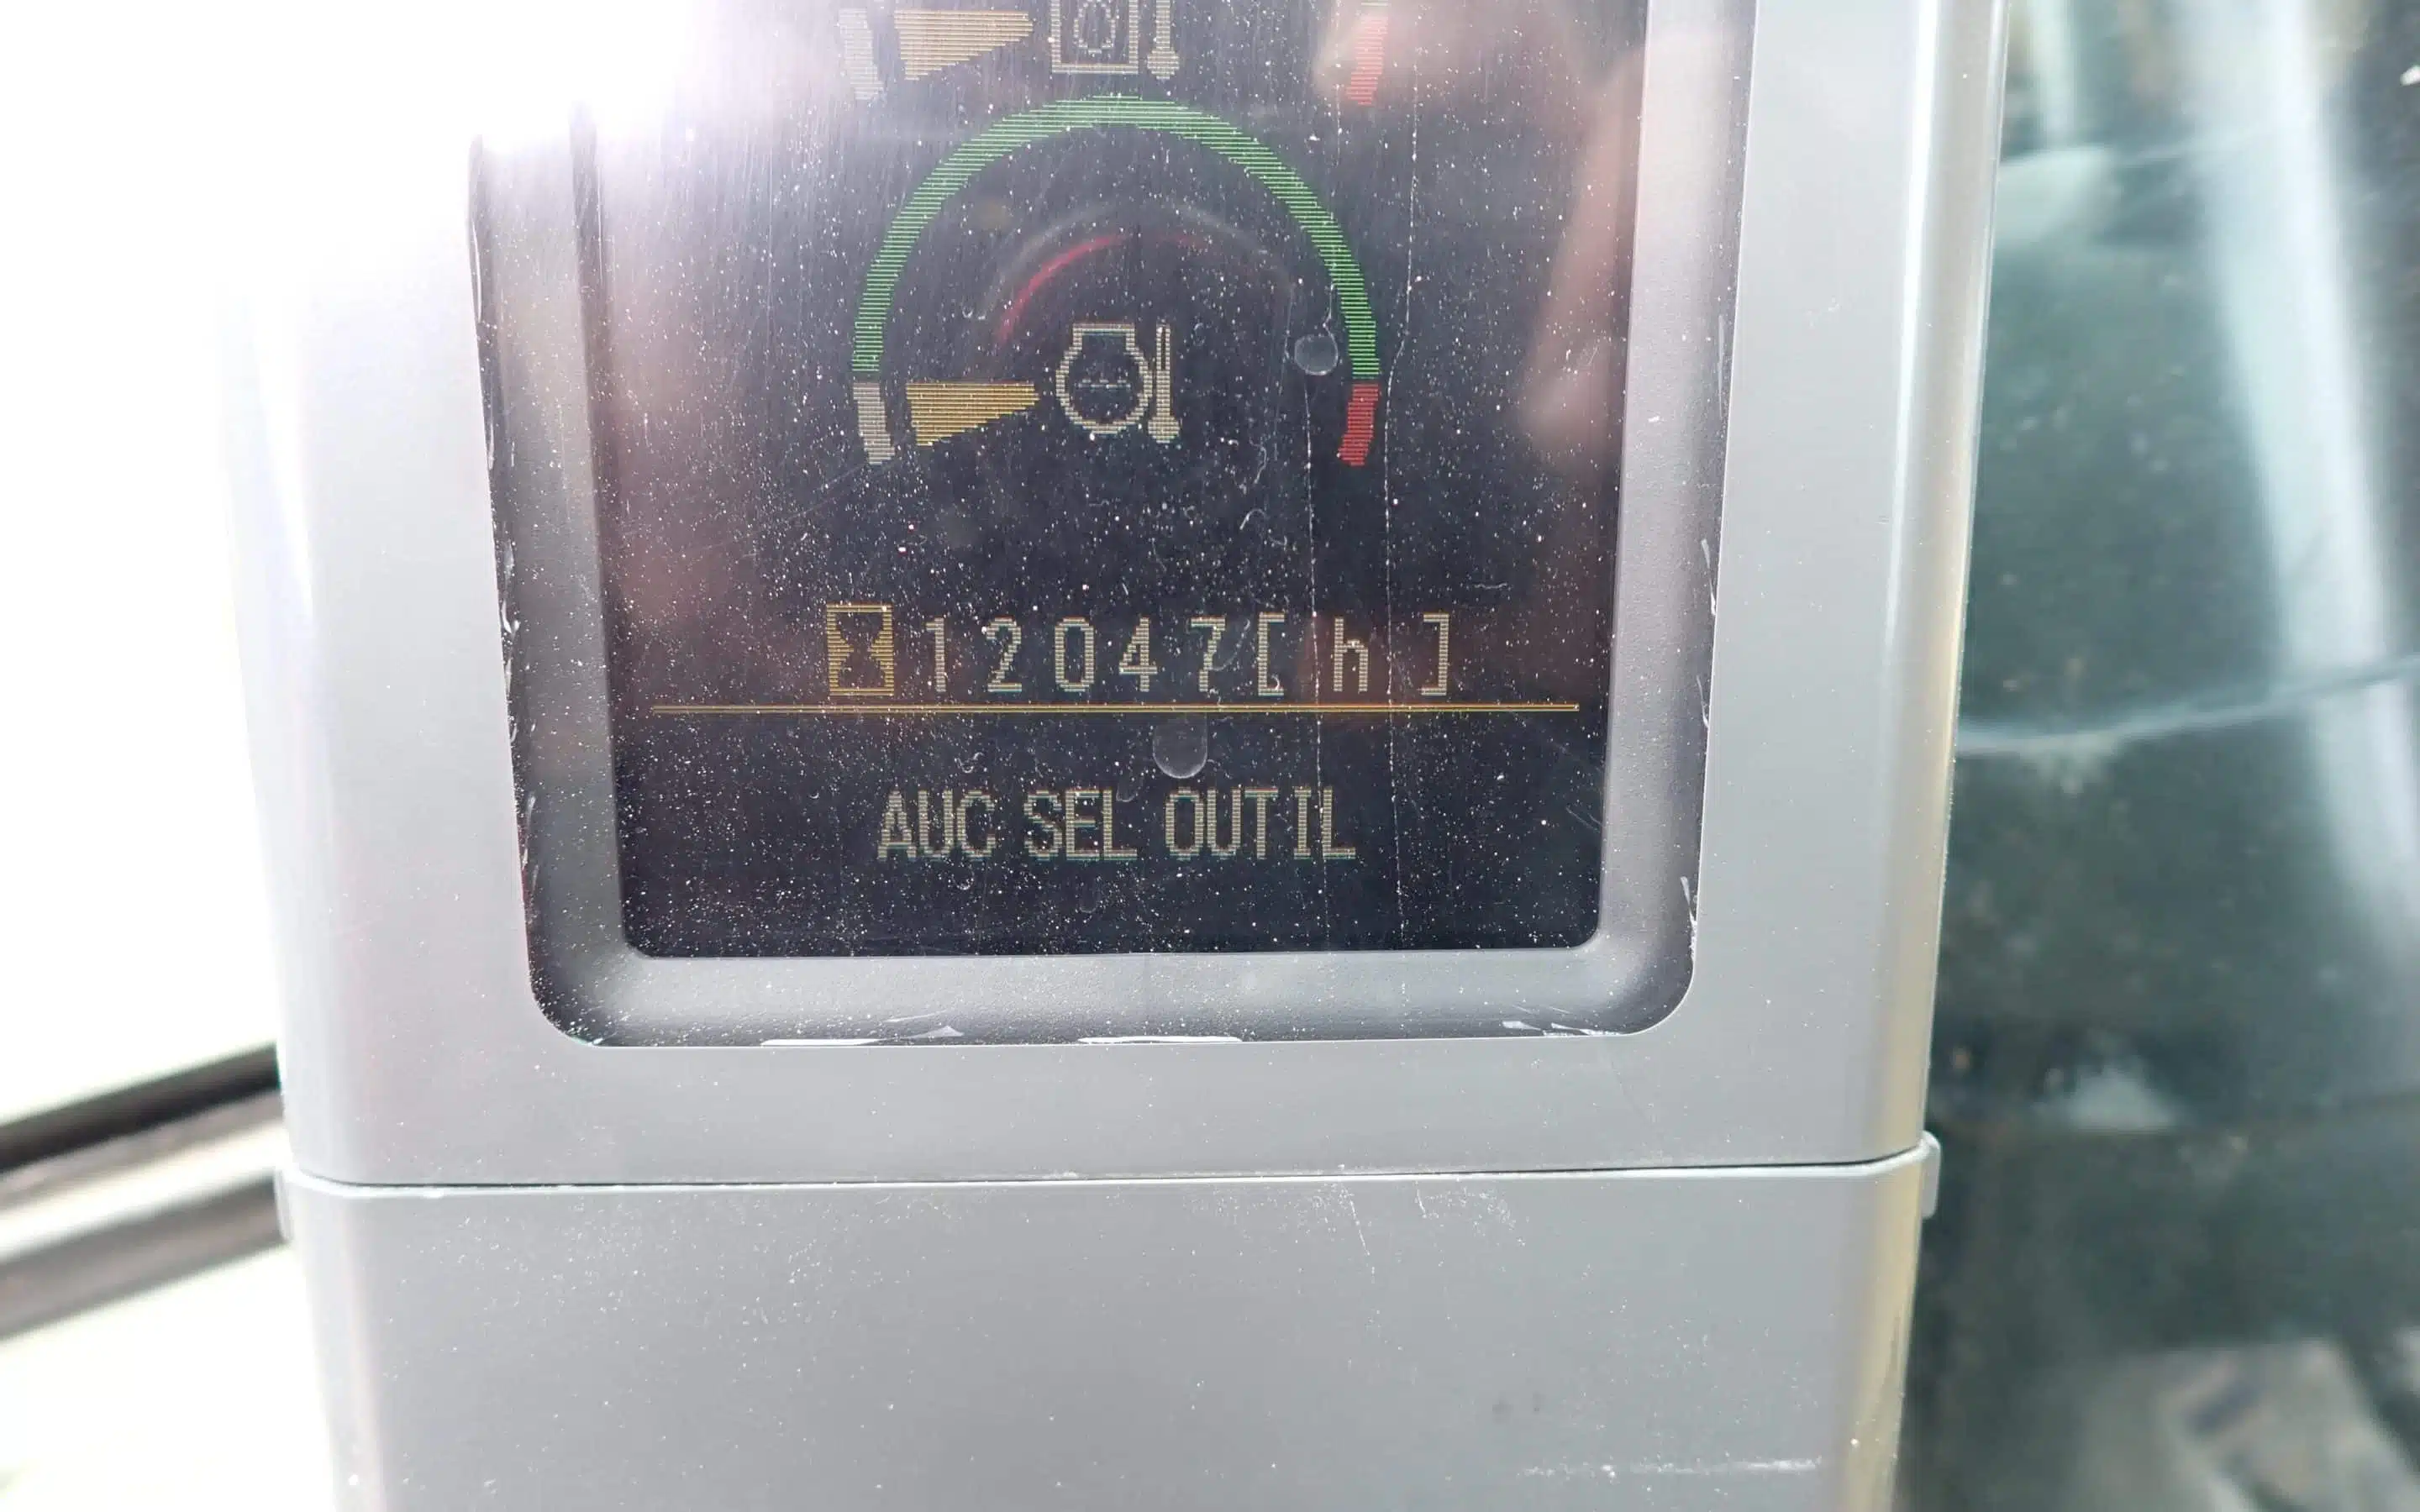 12047[ h ]
AUC SEL OUTIL